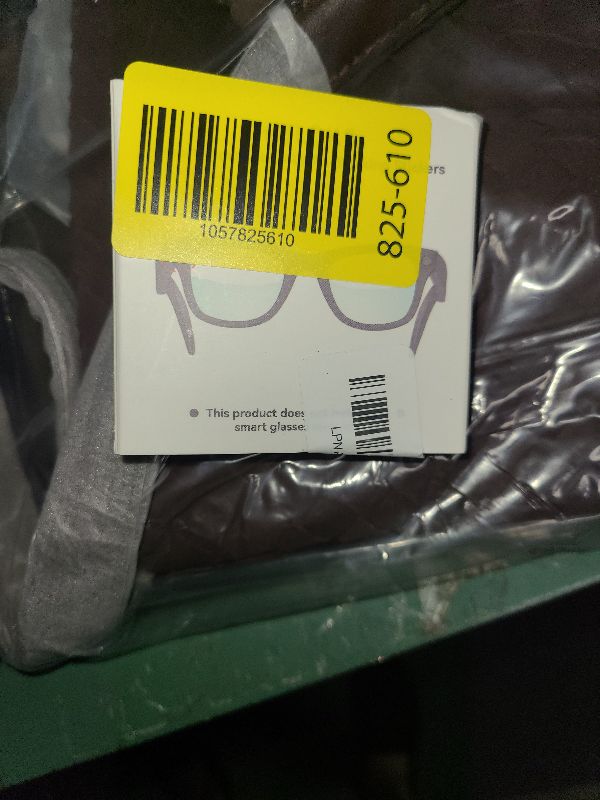 ers
1057825610
825-610
This product does
smart glasse
LPN